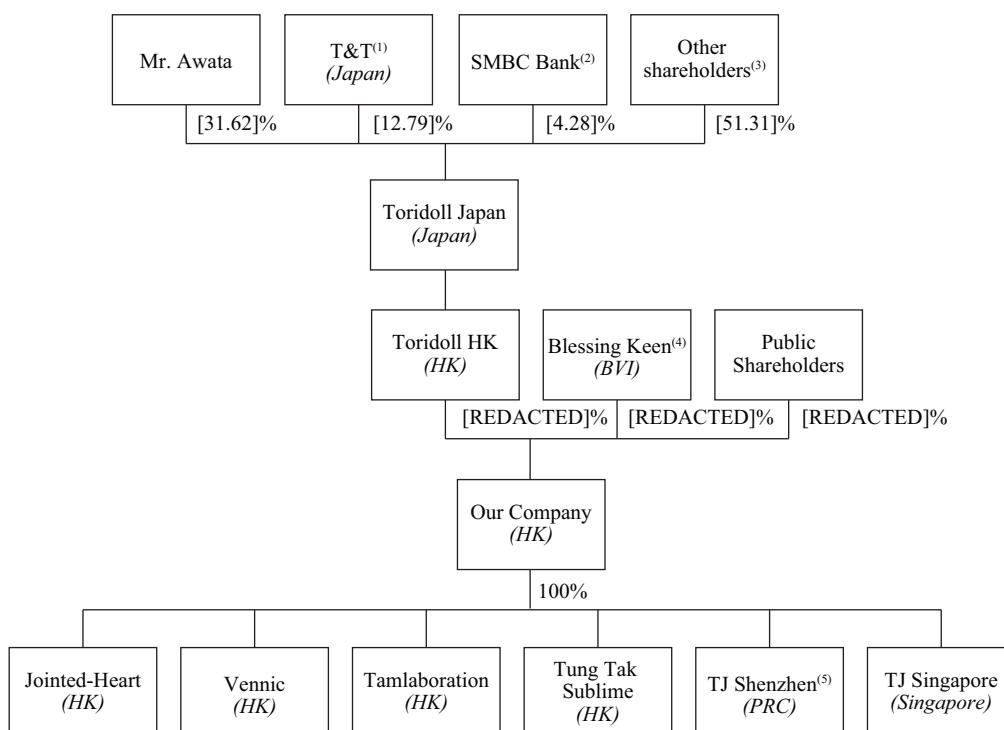 Mr. Awata
T&T(1)
(Japan)
SMBC Bank(2)
Other
shareholders(3)
[31.62]%
[12.79]%
[4.28]%
[51.31]%
Toridoll Japan
(Japan)
Toridoll HK
(HK)
Blessing Keen(4)
(BVI)
Public
Shareholders
[REDACTED]%
[REDACTED]%
[REDACTED]%
Our Company
(HK)
100%
Jointed-Heart
(HK)
Vennic
(HK)
Tamlaboration
(HK)
Tung Tak
Sublime
(HK)
TJ Shenzhen(5)
(PRC)
TJ Singapore
(Singapore)